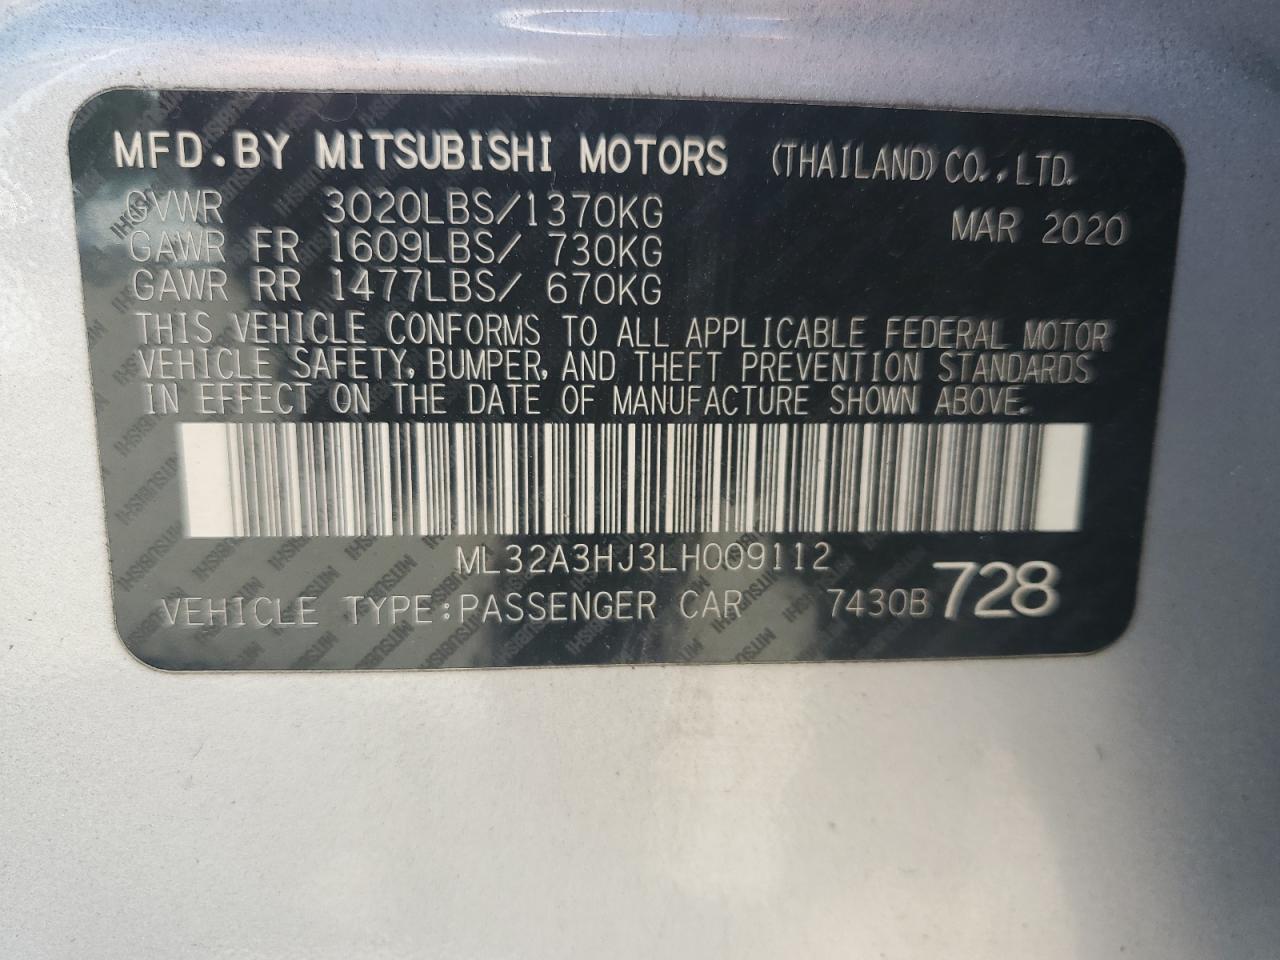 MFD.BY MITSUBISHI MOTORS (THAILAND) CO., LTD.
GVWR 3020LBS/1370KG MAR 2020
GAWR FR 1609LBS/ 730KG
GAWR RR 1477LBS/ 670KG
THIS VEHICLE CONFORMS TO ALL APPLICABLE FEDERAL MOTOR
VEHICLE SAFETY, BUMPER, AND THEFT PREVENTION STANDARDS
IN EFFECT ON THE DATE OF MANUFACTURE SHOWN ABOVE.
ML32A3HJ3LH009112
VEHICLE TYPE:PASSENGER CAR 7430B 728